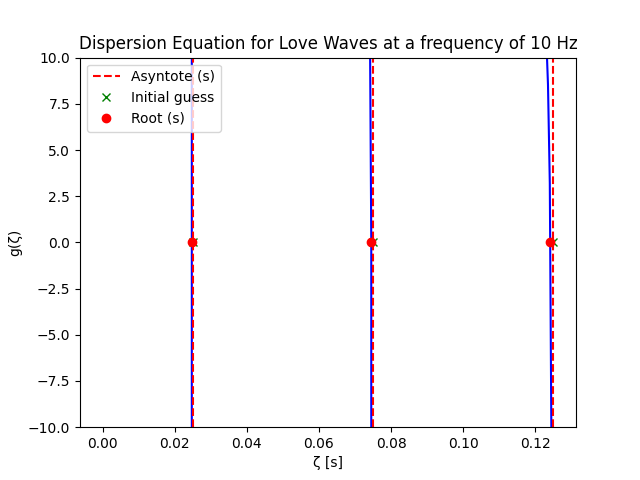 Dispersion Equation for Love Waves at a frequency of 10 Hz
Asyntote (s)
Initial guess
Root (s)
10.0
7.5
5.0
2.5
0.0
−2.5
−5.0
−7.5
−10.0
g(ζ)
0.00 0.02 0.04 0.06 0.08 0.10 0.12
ζ [s]